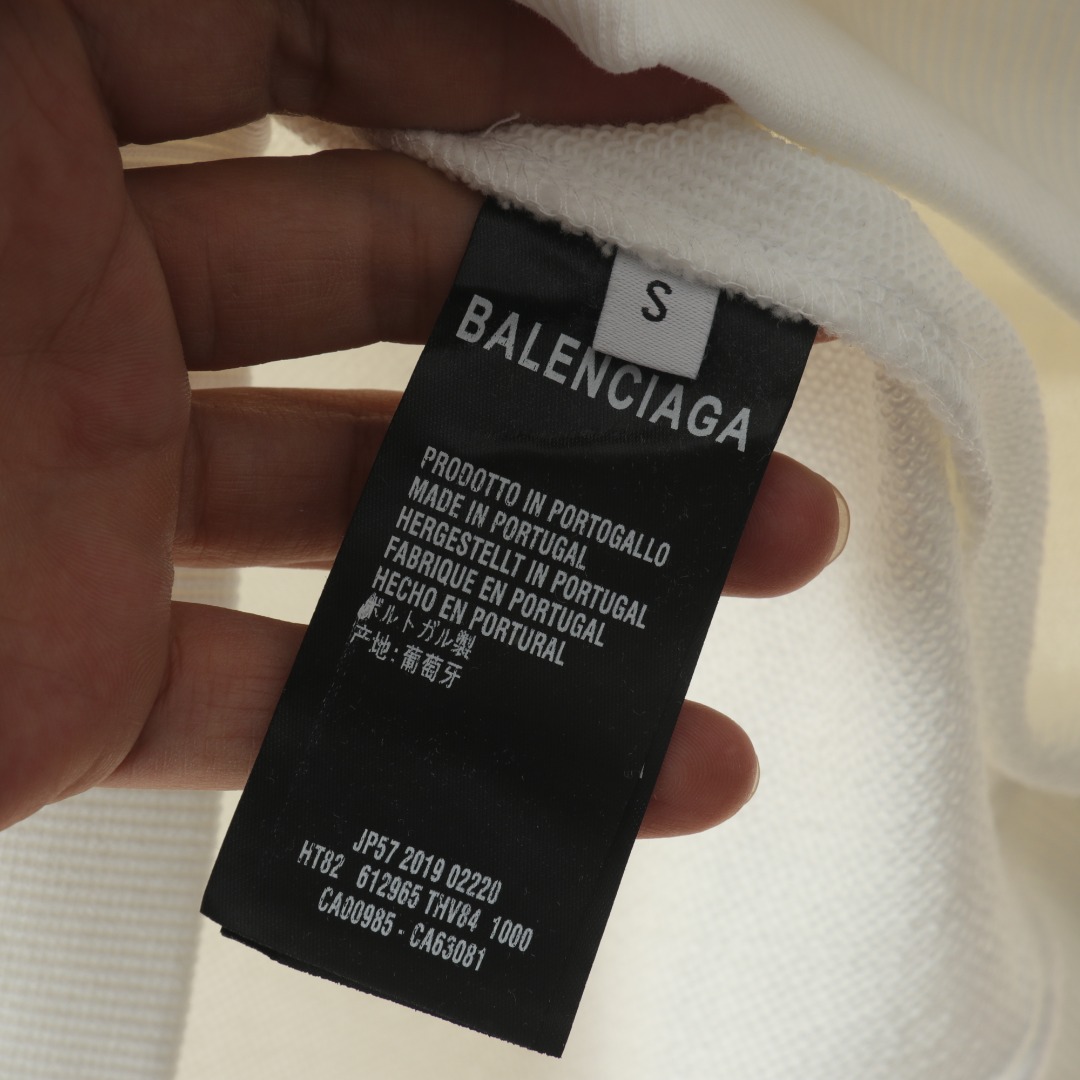 S
BALENCIAGA
PRODOTTO IN PORTOGALLO
MADE IN PORTUGAL
HERGESTELLT IN PORTUGAL
FABRIQUE EN PORTUGAL
HECHO EN PORTURAL
ポルトガル製
产地:葡萄牙
JP57 2019 02220
HT82 612965 THV84 1000
CA00985 - CA63081